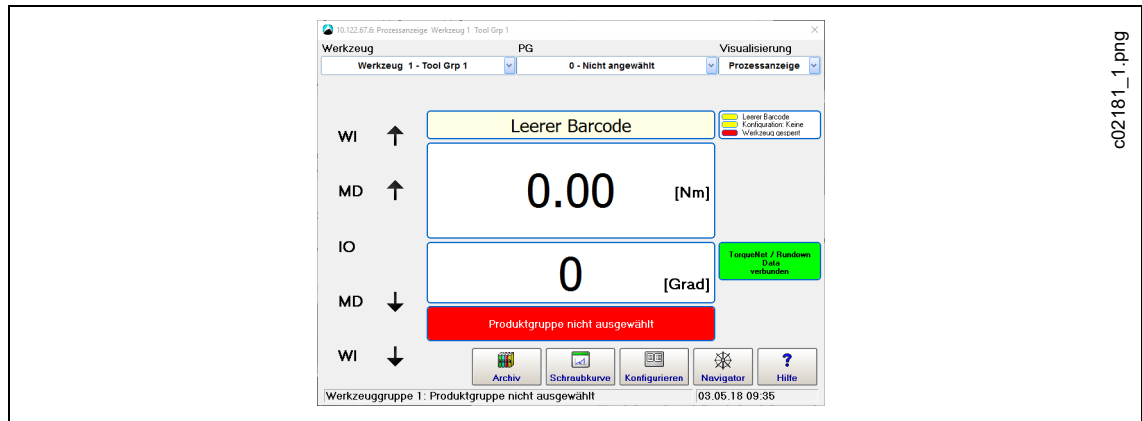 10.122.67.6: Prozessanzeige Werkzeug 1 Tool Grp 1
Werkzeug PG Visualisierung
Werkzeug 1 - Tool Grp 1 0 - Nicht angewählt Prozessanzeige
WI
MD
IO
MD
WI
Leerer Barcode
0.00 [Nm]
0 [Grad]
Produktgruppe nicht ausgewählt
Leerer Barcode
Konfiguration: Keine
Werkzeug gesperrt
TorqueNet / Rundown
Data
verbunden
Archiv Schraubkurve Konfigurieren Navigator Hilfe
Werkzeuggruppe 1: Produktgruppe nicht ausgewählt 03.05.18 09:35
c02181_1.png